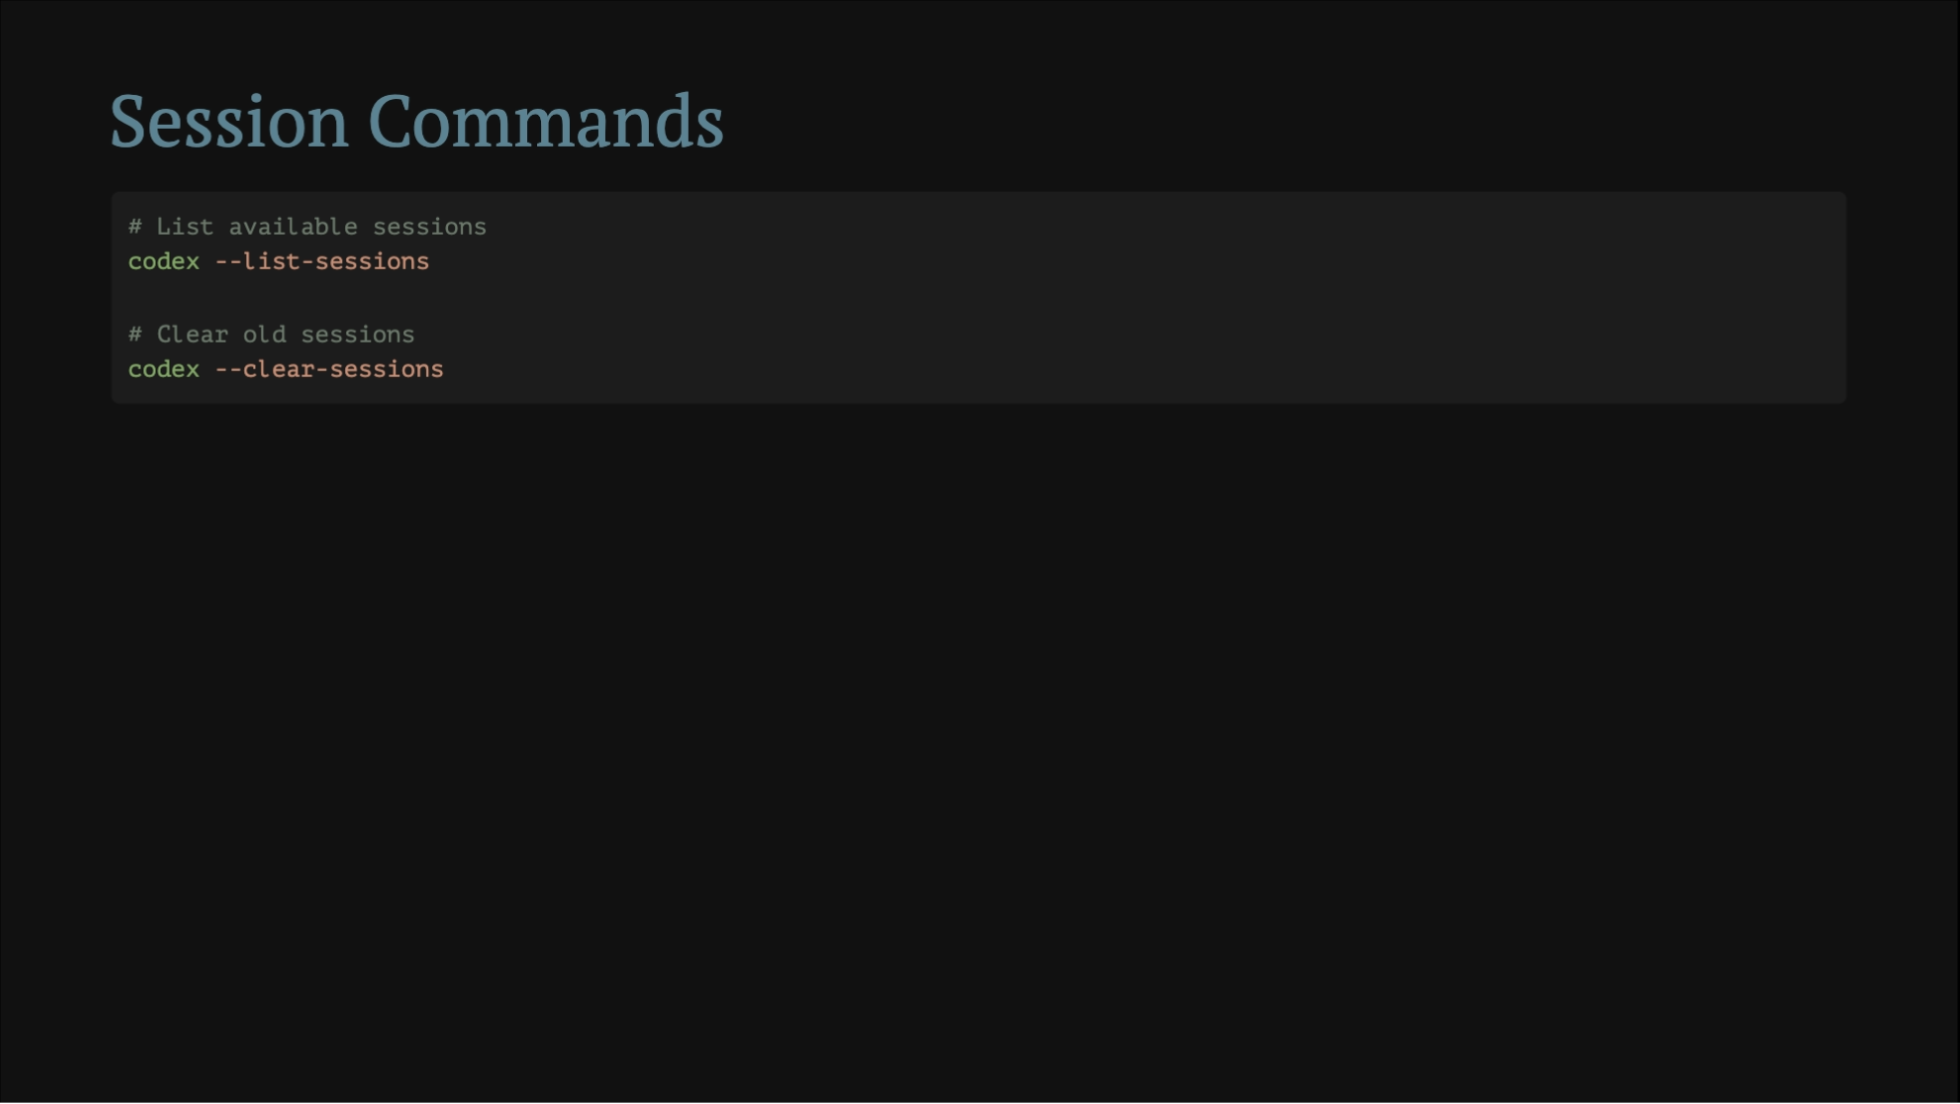 Session Commands
# List available sessions
codex --list-sessions
# Clear old sessions
codex --clear-sessions